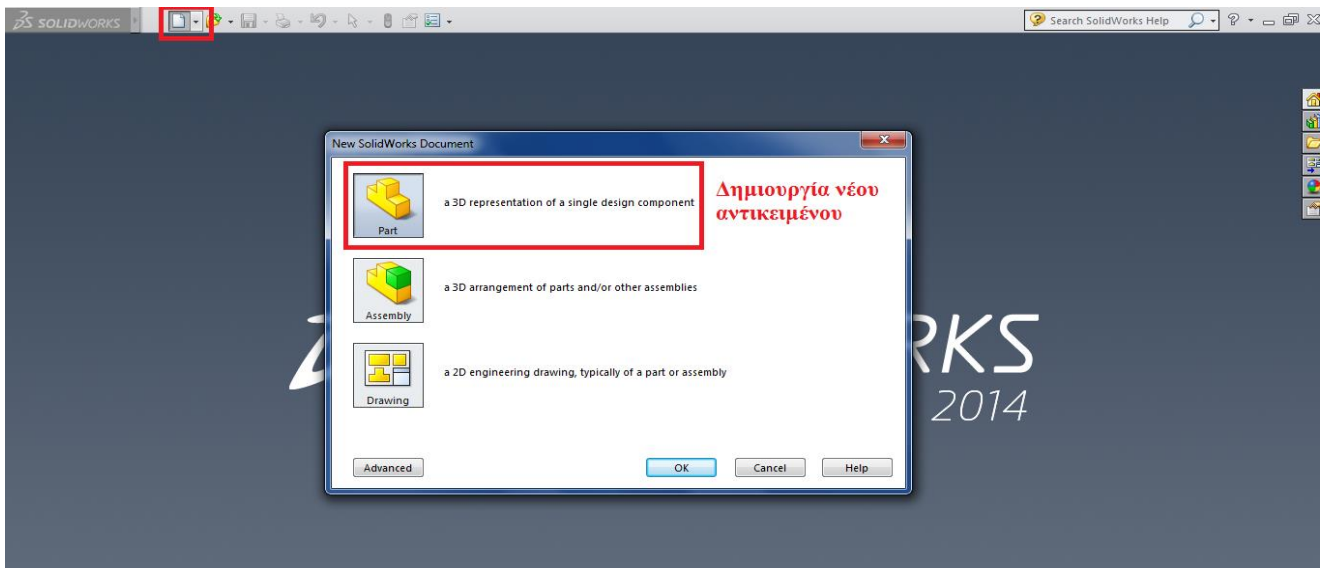 SOLIDWORKS
Search SolidWorks Help
New SolidWorks Document
a 3D representation of a single design component
Part
Δημιουργία νέου
αντικειμένου
a 3D arrangement of parts and/or other assemblies
Assembly
RKS
a 2D engineering drawing, typically of a part or assembly
Drawing
2014
Advanced
OK
Cancel
Help